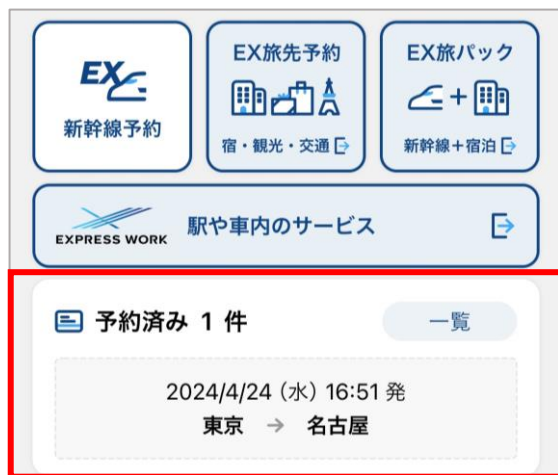 EX
新幹線予約
EX旅先予約
宿・観光・交通
EX旅パック
+
新幹線+宿泊
EXPRESS WORK
駅や車内のサービス
予約済み 1 件
一覧
2024/4/24（水）16:51 発
東京 → 名古屋